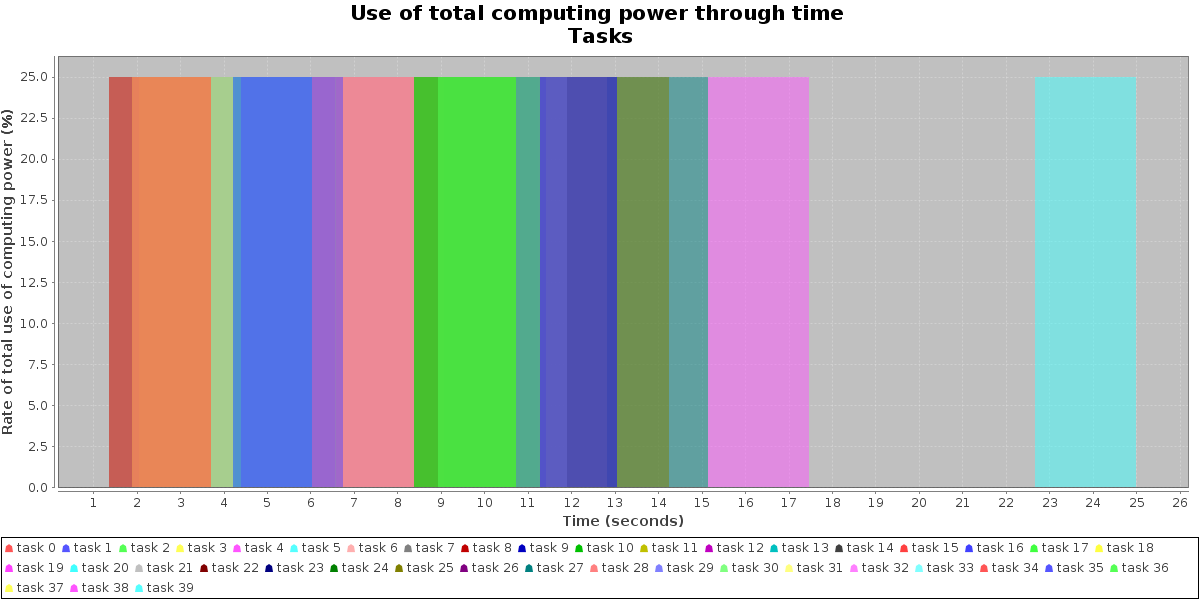 Use of total computing power through time
Tasks
Rate of total use of computing power (%)
25.0
22.5
20.0
17.5
15.0
12.5
10.0
7.5
5.0
2.5
0.0
1 2 3 4 5 6 7 8 9 10 11 12 13 14 15 16 17 18 19 20 21 22 23 24 25 26
Time (seconds)
task 0 task 1 task 2 task 3 task 4 task 5 task 6 task 7 task 8 task 9 task 10 task 11 task 12 task 13 task 14 task 15 task 16 task 17 task 18
task 19 task 20 task 21 task 22 task 23 task 24 task 25 task 26 task 27 task 28 task 29 task 30 task 31 task 32 task 33 task 34 task 35 task 36
task 37 task 38 task 39